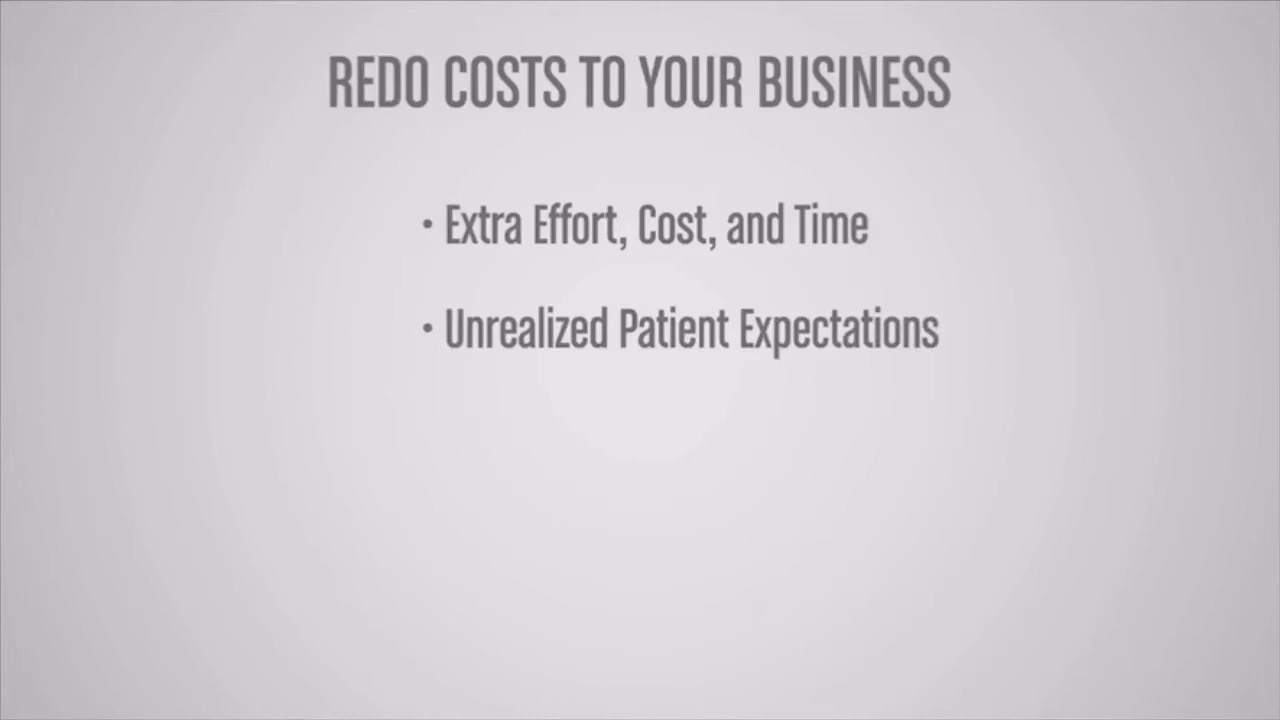 REDO COSTS TO YOUR BUSINESS
• Extra Effort, Cost, and Time
• Unrealized Patient Expectations